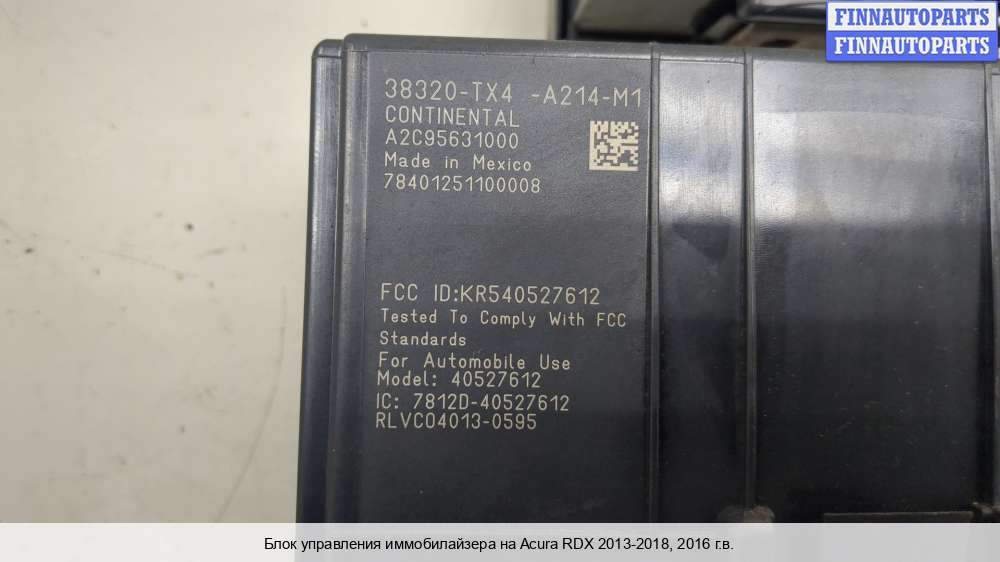 FINNAUTOPARTS
FINNAUTOPARTS
38320-TX4 -A214-M1
CONTINENTAL
A2C95631000
Made in Mexico
78401251100008
FCC ID:KR540527612
Tested To Comply With FCC
Standards
For Automobile Use
Model: 40527612
IC: 7812D-40527612
RLVC04013-0595
Блок управления иммобилайзера на Acura RDX 2013-2018, 2016 г.в.